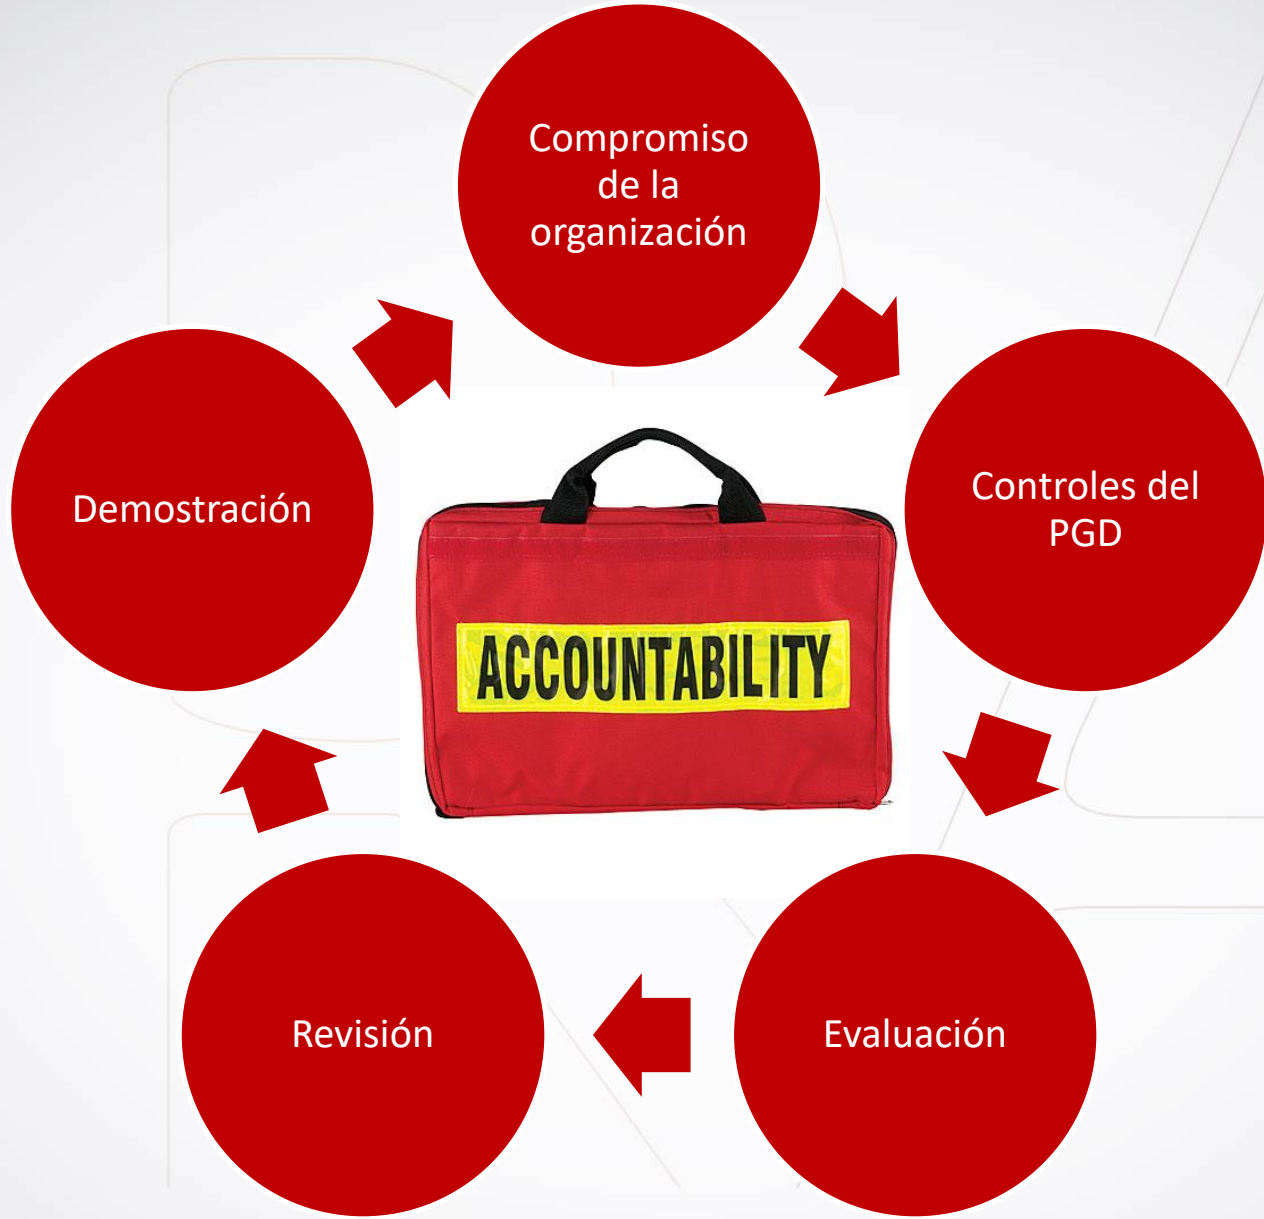 Compromiso
de la
organización
Controles del
PGD
Demostración
ACCOUNTABILITY
Revisión
Evaluación